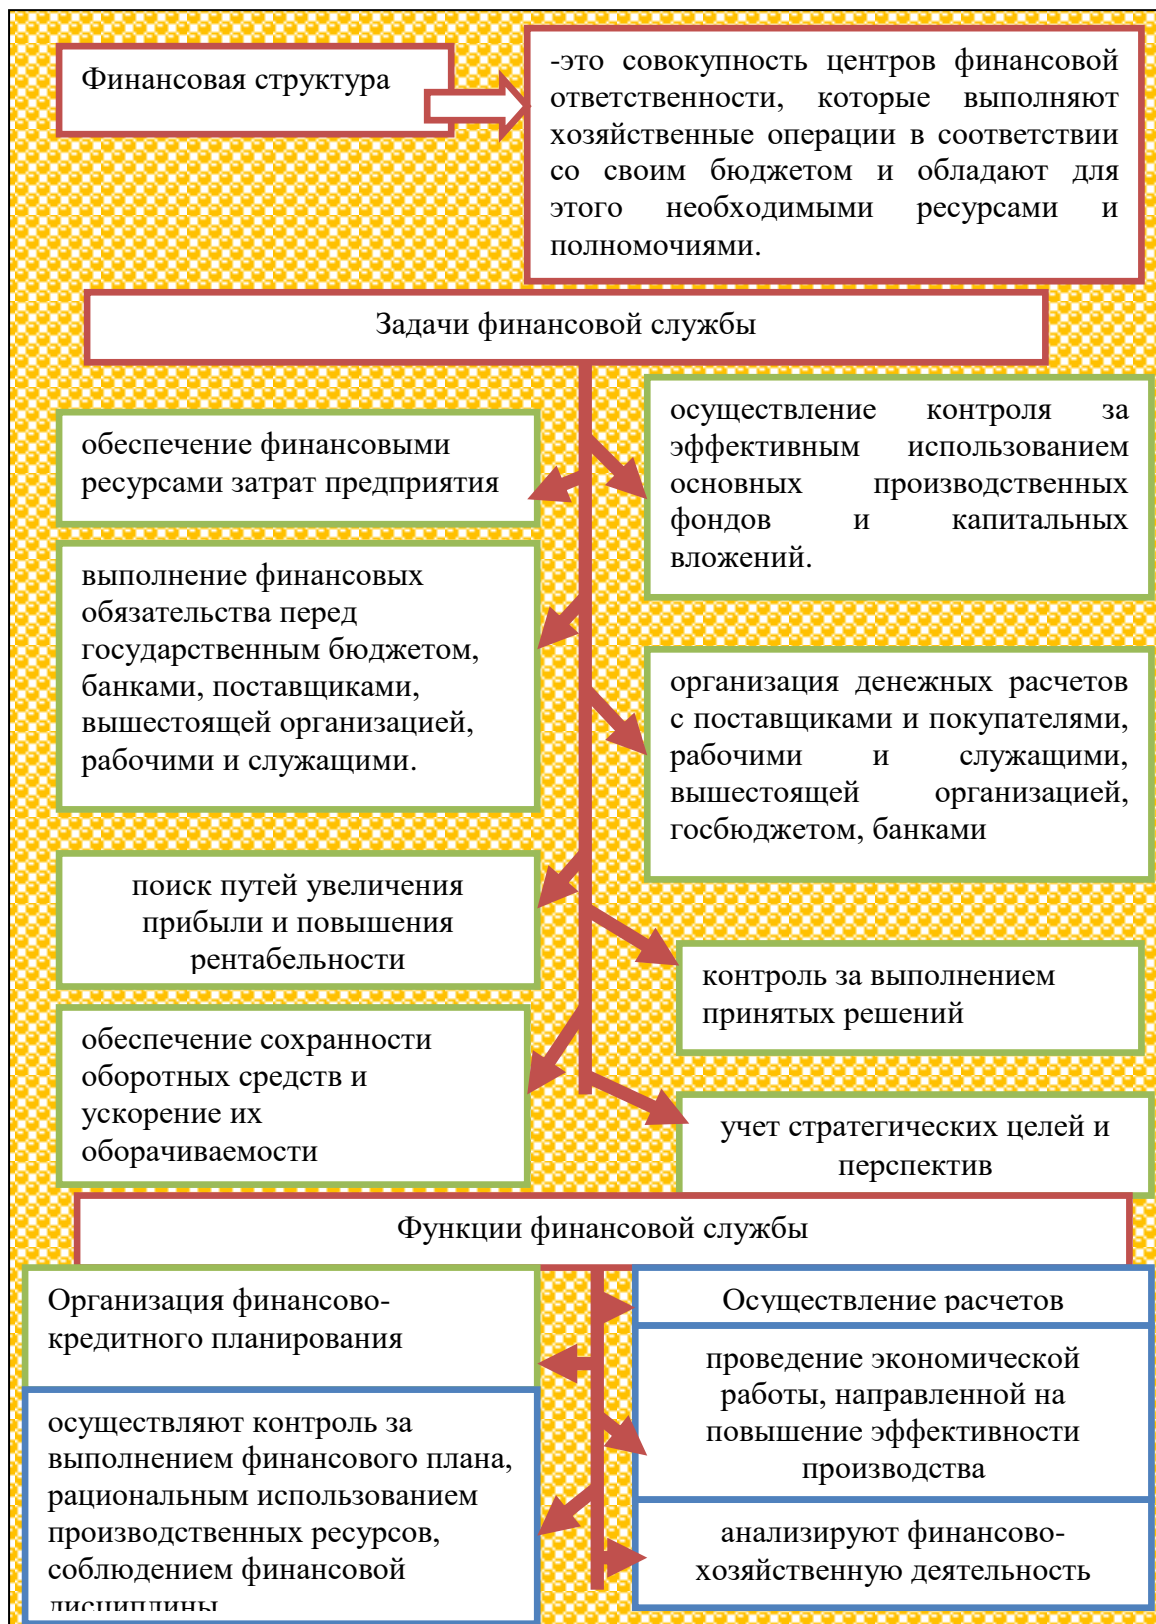 Финансовая структура
-это совокупность центров финансовой
ответственности, которые выполняют
хозяйственные операции в соответствии
со своим бюджетом и обладают для
этого необходимыми ресурсами и
полномочиями.
Задачи финансовой службы
обеспечение финансовыми
ресурсами затрат предприятия
осуществление контроля за
эффективным использованием
основных производственных
фондов и капитальных
вложений.
выполнение финансовых
обязательства перед
государственным бюджетом,
банками, поставщиками,
вышестоящей организацией,
рабочими и служащими.
организация денежных расчетов
с поставщиками и покупателями,
рабочими и служащими,
вышестоящей организацией,
госбюджетом, банками
поиск путей увеличения
прибыли и повышения
рентабельности
контроль за выполнением
принятых решений
обеспечение сохранности
оборотных средств и
ускорение их
оборачиваемости
учет стратегических целей и
перспектив
Функции финансовой службы
Организация финансово-
кредитного планирования
Осуществление расчетов
проведение экономической
работы, направленной на
повышение эффективности
производства
осуществляют контроль за
выполнением финансового плана,
рациональным использованием
производственных ресурсов,
соблюдением финансовой
дисциплины
анализируют финансово-
хозяйственную деятельность